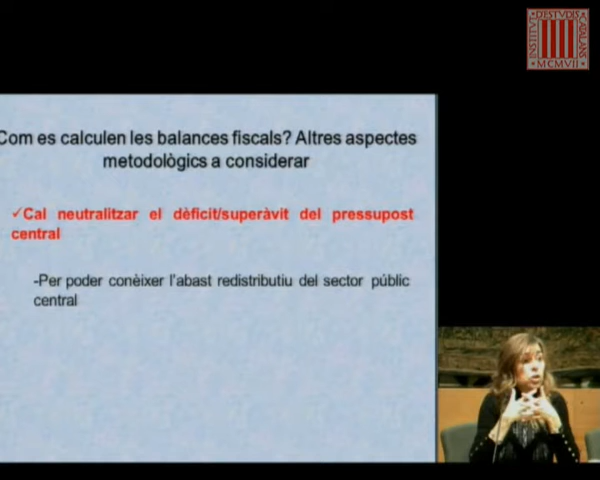 INSTITVT
D'ESTVDIS
CATALANS
MCMVII
Com es calculen les balances fiscals? Altres aspectes
metodològics a considerar
✓Cal neutralitzar el dèficit/superàvit del pressupost
central
-Per poder conèixer l'abast redistributiu del sector públic
central